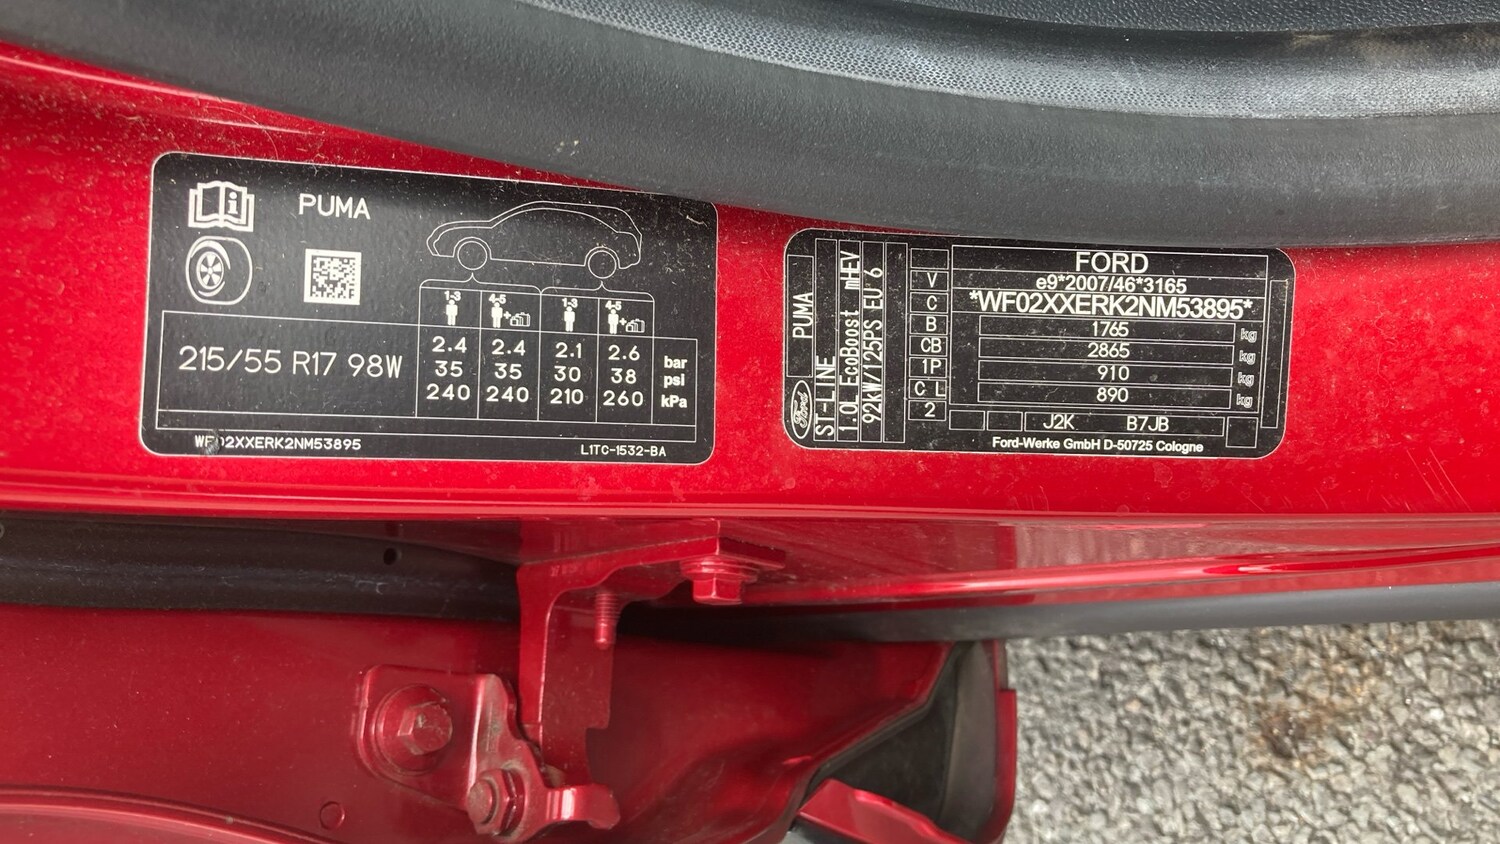 PUMA
1-3 4-5 1-3 4-5
215/55 R17 98W
2.4 2.4 2.1 2.6 bar
35 35 30 38 psi
240 240 210 260 kPa
WF02XXERK2NM53895
L1TC-1532-BA
PUMA
ST-LINE
1.0L EcoBoost mHEV
92kW/125PS EU 6
Ford
FORD
V e9*2007/46*3165
C *WF02XXERK2NM53895*
B 1765 kg
CB 2865 kg
1P 910 kg
C L 890 kg
2 J2K B7JB
Ford-Werke GmbH D-50725 Cologne